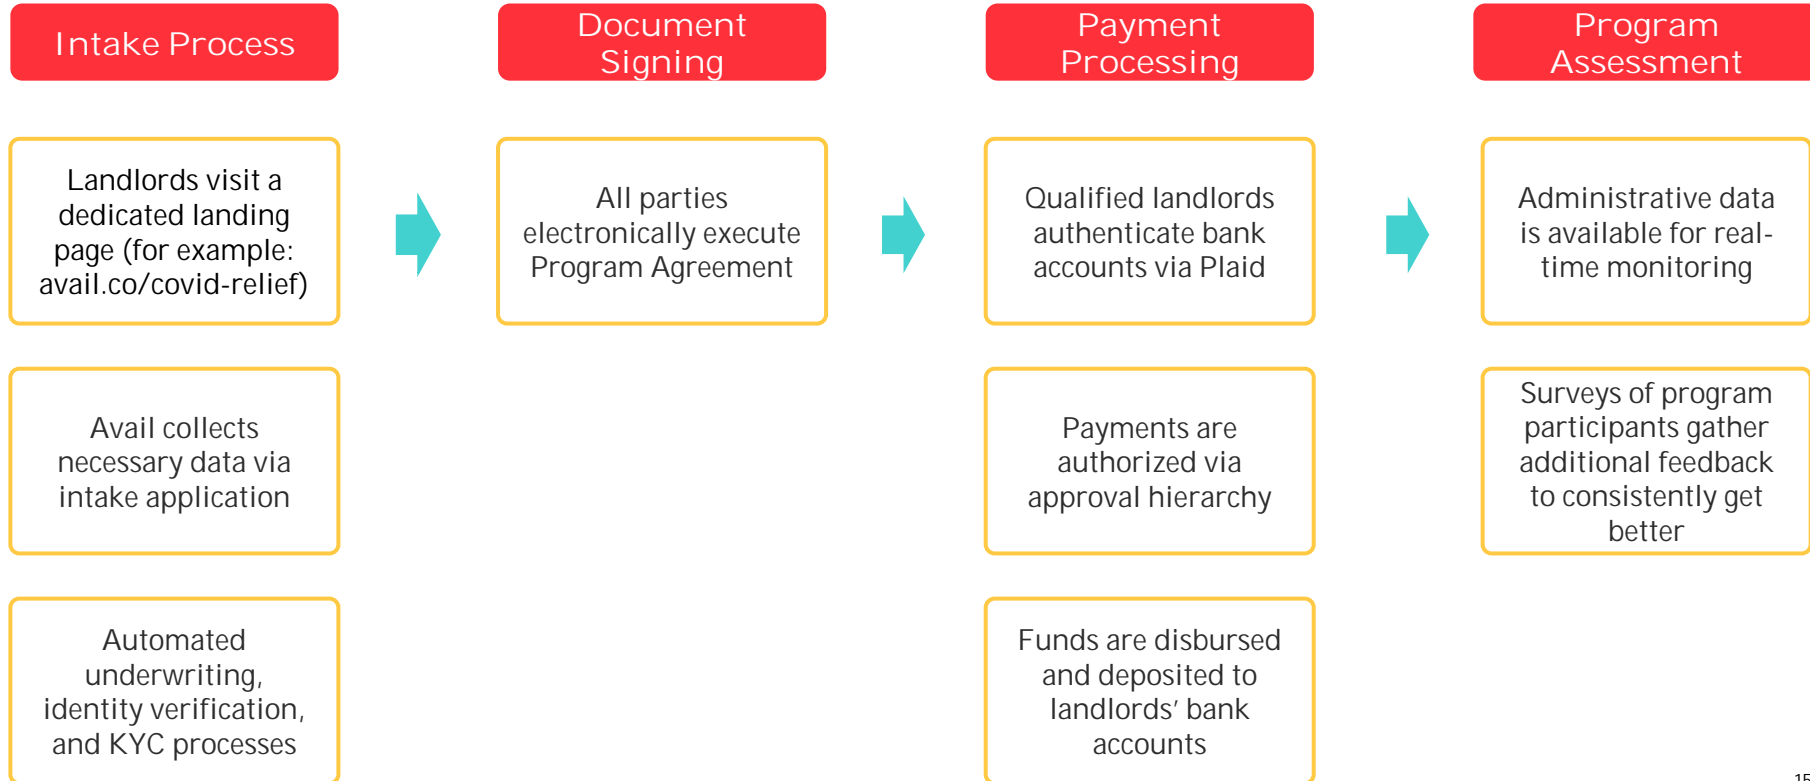 Intake Process
Document
Signing
Payment
Processing
Program
Assessment
Landlords visit a
dedicated landing
page (for example:
avail.co/covid-relief)
All parties
electronically execute
Program Agreement
Qualified landlords
authenticate bank
accounts via Plaid
Administrative data
is available for real-
time monitoring
Avail collects
necessary data via
intake application
Payments are
authorized via
approval hierarchy
Surveys of program
participants gather
additional feedback
to consistently get
better
Automated
underwriting,
identity verification,
and KYC processes
Funds are disbursed
and deposited to
landlords’ bank
accounts
15